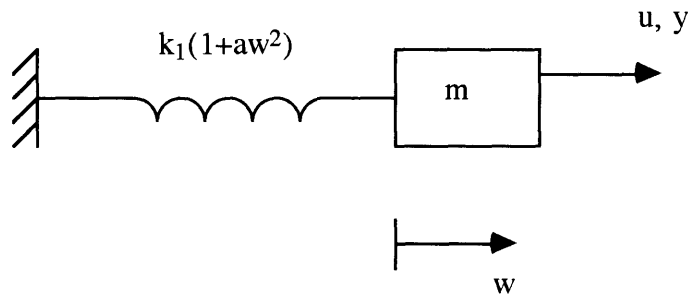 u, y
k₁(1+aw²)
m
w